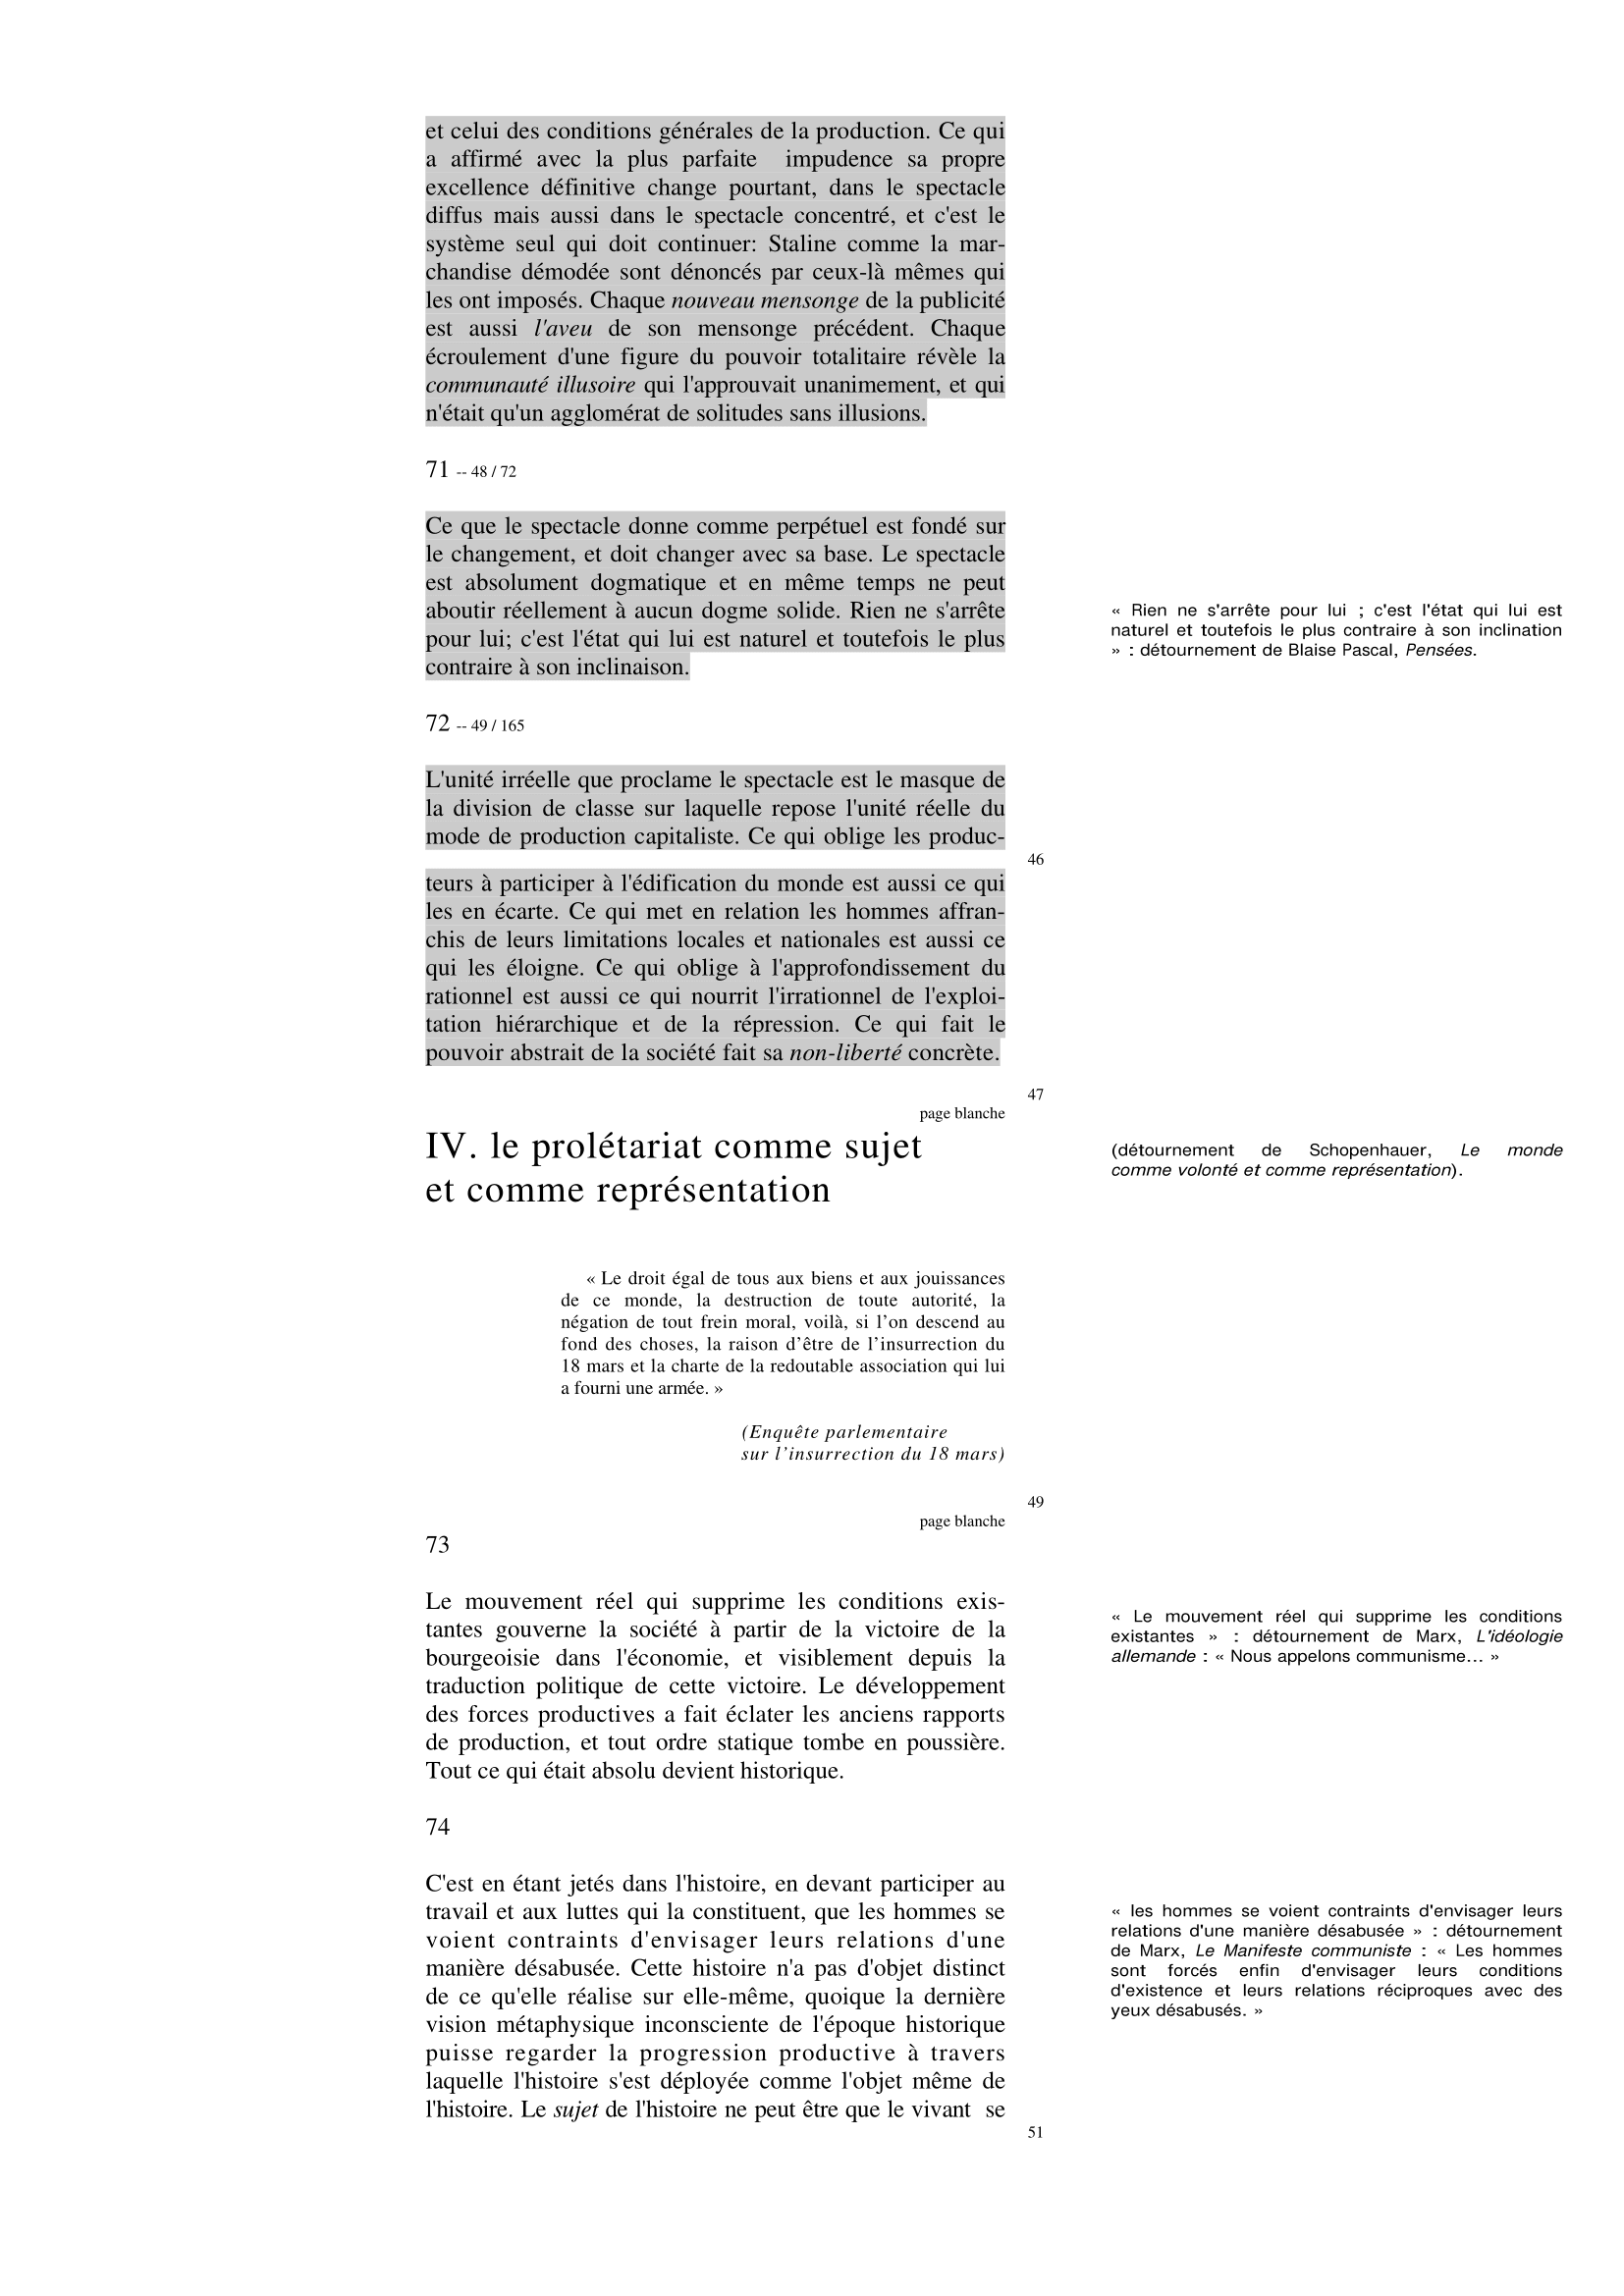 et celui des conditions générales de la production. Ce qui
a affirmé avec la plus parfaite  impudence sa propre
excellence définitive change pourtant, dans le spectacle
diffus mais aussi dans le spectacle concentré, et c'est le
système seul qui doit continuer: Staline comme la mar-
chandise démodée sont dénoncés par ceux-là mêmes qui
les ont imposés. Chaque nouveau mensonge de la publicité
est aussi l'aveu de son mensonge précédent. Chaque
écroulement d'une figure du pouvoir totalitaire révèle la
communauté illusoire qui l'approuvait unanimement, et qui
n'était qu'un agglomérat de solitudes sans illusions.
71 -- 48 / 72
Ce que le spectacle donne comme perpétuel est fondé sur
le changement, et doit changer avec sa base. Le spectacle
est absolument dogmatique et en même temps ne peut
aboutir réellement à aucun dogme solide. Rien ne s'arrête
pour lui; c'est l'état qui lui est naturel et toutefois le plus
contraire à son inclinaison.
« Rien ne s'arrête pour lui ; c'est l'état qui lui est
naturel et toutefois le plus contraire à son inclination
» : détournement de Blaise Pascal, Pensées.
72 -- 49 / 165
L'unité irréelle que proclame le spectacle est le masque de
la division de classe sur laquelle repose l'unité réelle du
mode de production capitaliste. Ce qui oblige les produc-
46
teurs à participer à l'édification du monde est aussi ce qui
les en écarte. Ce qui met en relation les hommes affran-
chis de leurs limitations locales et nationales est aussi ce
qui les éloigne. Ce qui oblige à l'approfondissement du
rationnel est aussi ce qui nourrit l'irrationnel de l'exploi-
tation hiérarchique et de la répression. Ce qui fait le
pouvoir abstrait de la société fait sa non-liberté concrète.
47
page blanche
IV. le prolétariat comme sujet
et comme représentation
(détournement de Schopenhauer, Le monde
comme volonté et comme représentation).
« Le droit égal de tous aux biens et aux jouissances
de ce monde, la destruction de toute autorité, la
négation de tout frein moral, voilà, si l’on descend au
fond des choses, la raison d’être de l’insurrection du
18 mars et la charte de la redoutable association qui lui
a fourni une armée. »
(Enquête parlementaire
sur l’insurrection du 18 mars)
49
page blanche
73
Le mouvement réel qui supprime les conditions exis-
tantes gouverne la société à partir de la victoire de la
bourgeoisie dans l'économie, et visiblement depuis la
traduction politique de cette victoire. Le développement
des forces productives a fait éclater les anciens rapports
de production, et tout ordre statique tombe en poussière.
Tout ce qui était absolu devient historique.
« Le mouvement réel qui supprime les conditions
existantes » : détournement de Marx, L'idéologie
allemande : « Nous appelons communisme... »
74
C'est en étant jetés dans l'histoire, en devant participer au
travail et aux luttes qui la constituent, que les hommes se
voient contraints d'envisager leurs relations d'une
manière désabusée. Cette histoire n'a pas d'objet distinct
de ce qu'elle réalise sur elle-même, quoique la dernière
vision métaphysique inconsciente de l'époque historique
puisse regarder la progression productive à travers
laquelle l'histoire s'est déployée comme l'objet même de
l'histoire. Le sujet de l'histoire ne peut être que le vivant  se
« les hommes se voient contraints d'envisager leurs
relations d'une manière désabusée » : détournement
de Marx, Le Manifeste communiste : « Les hommes
sont forcés enfin d'envisager leurs conditions
d'existence et leurs relations réciproques avec des
yeux désabusés. »
51